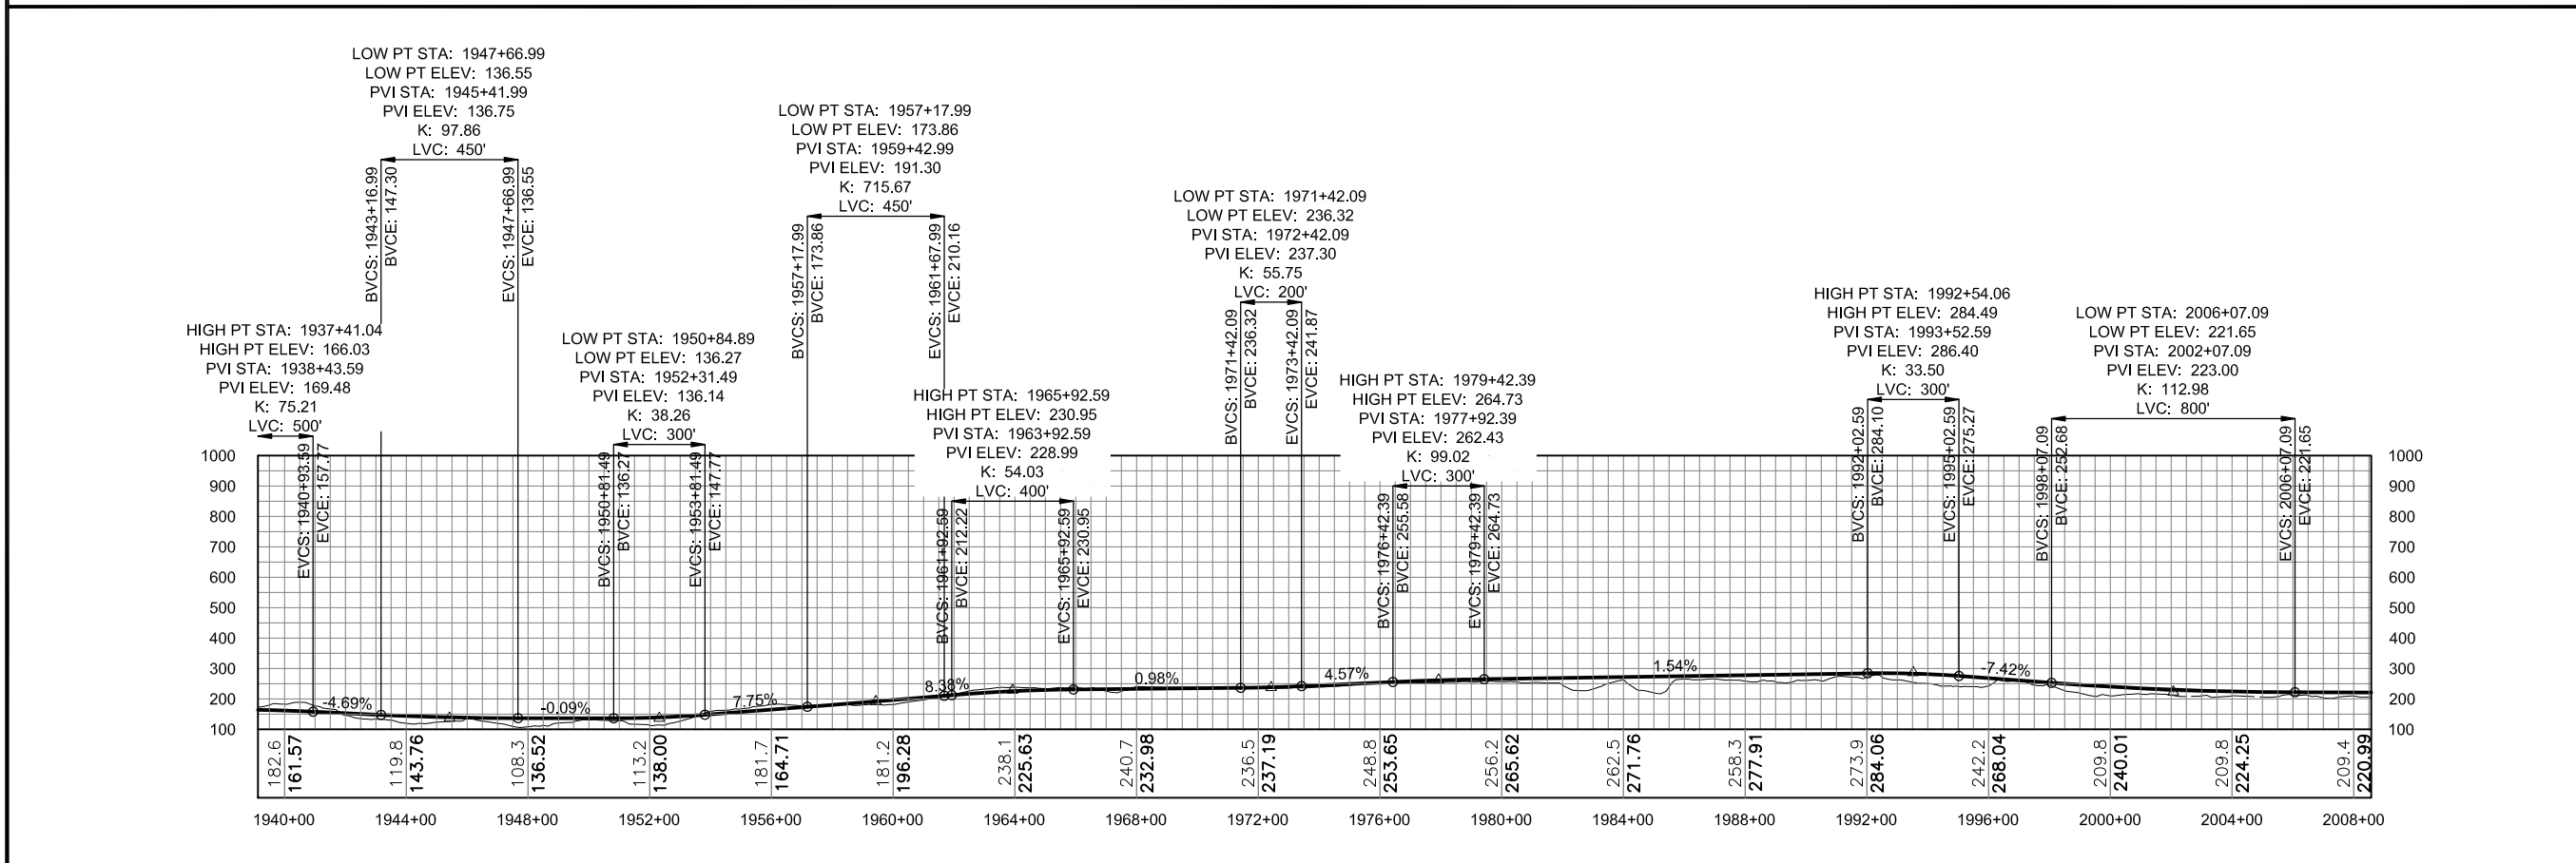 LOW PT STA: 1947+66.99
LOW PT ELEV: 136.55
PVI STA: 1945+41.99
PVI ELEV: 136.75
K: 97.86
LVC: 450'
BVCS: 1943+16.99
BVCE: 147.30
EVCS: 1947+66.99
EVCE: 136.55
LOW PT STA: 1957+17.99
LOW PT ELEV: 173.86
PVI STA: 1959+42.99
PVI ELEV: 191.30
K: 715.67
LVC: 450'
BVCS: 1957+17.99
BVCE: 173.86
EVCS: 1961+67.99
EVCE: 210.16
LOW PT STA: 1971+42.09
LOW PT ELEV: 236.32
PVI STA: 1972+42.09
PVI ELEV: 237.30
K: 55.75
LVC: 200'
BVCS: 1971+42.09
BVCE: 236.32
EVCS: 1973+42.09
EVCE: 241.87
HIGH PT STA: 1992+54.06
HIGH PT ELEV: 284.49
PVI STA: 1993+52.59
PVI ELEV: 286.40
K: 33.50
LVC: 300'
BVCS: 1992+02.59
BVCE: 284.10
EVCS: 1995+02.59
EVCE: 275.27
LOW PT STA: 2006+07.09
LOW PT ELEV: 221.65
PVI STA: 2002+07.09
PVI ELEV: 223.00
K: 112.98
LVC: 800'
BVCS: 1998+07.09
BVCE: 252.68
EVCS: 2006+07.09
EVCE: 221.65
HIGH PT STA: 1937+41.04
HIGH PT ELEV: 166.03
PVI STA: 1938+43.59
PVI ELEV: 169.48
K: 75.21
LVC: 500'
EVCS: 1940+93.59
EVCE: 157.77
LOW PT STA: 1950+84.89
LOW PT ELEV: 136.27
PVI STA: 1952+31.49
PVI ELEV: 136.14
K: 38.26
LVC: 300'
BVCS: 1950+81.49
BVCE: 136.27
EVCS: 1953+81.49
EVCE: 147.77
HIGH PT STA: 1965+92.59
HIGH PT ELEV: 230.95
PVI STA: 1963+92.59
PVI ELEV: 228.99
K: 54.03
LVC: 400'
BVCS: 1961+92.59
BVCE: 212.22
EVCS: 1965+92.59
EVCE: 230.95
HIGH PT STA: 1979+42.39
HIGH PT ELEV: 264.73
PVI STA: 1977+92.39
PVI ELEV: 262.43
K: 99.02
LVC: 300'
BVCS: 1976+42.39
BVCE: 255.58
EVCS: 1979+42.39
EVCE: 264.73
1000
900
800
700
600
500
400
300
200
100
1000
900
800
700
600
500
400
300
200
100
-4.69%
-0.09%
7.75%
8.38%
0.98%
4.57%
1.54%
-7.42%
182.6
161.57
119.8
143.76
108.3
136.52
113.2
138.00
181.7
164.71
181.2
196.28
238.1
225.63
240.7
232.98
236.5
237.19
248.8
253.65
256.2
265.62
262.5
271.76
258.3
277.91
273.9
284.06
242.2
268.04
209.8
240.01
209.8
224.25
209.4
220.99
1940+00 1944+00 1948+00 1952+00 1956+00 1960+00 1964+00 1968+00 1972+00 1976+00 1980+00 1984+00 1988+00 1992+00 1996+00 2000+00 2004+00 2008+00